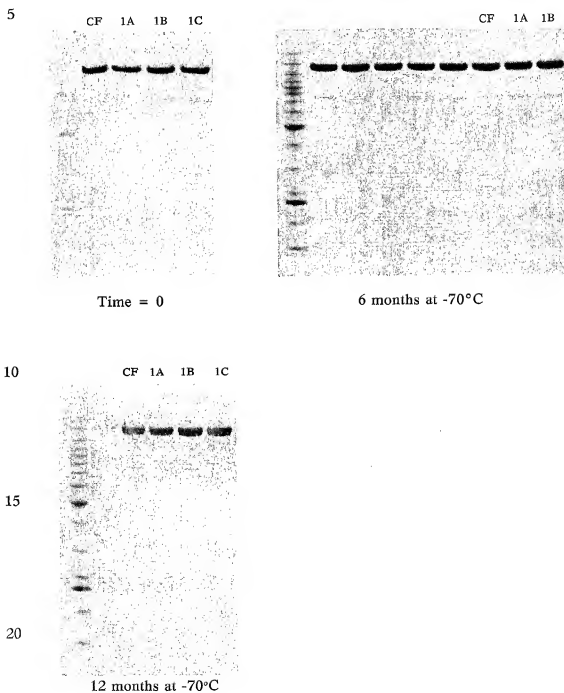 5
CF 1A 1B 1C
CF 1A 1B
Time = 0
6 months at -70°C
10
CF 1A 1B 1C
15
20
12 months at -70°C